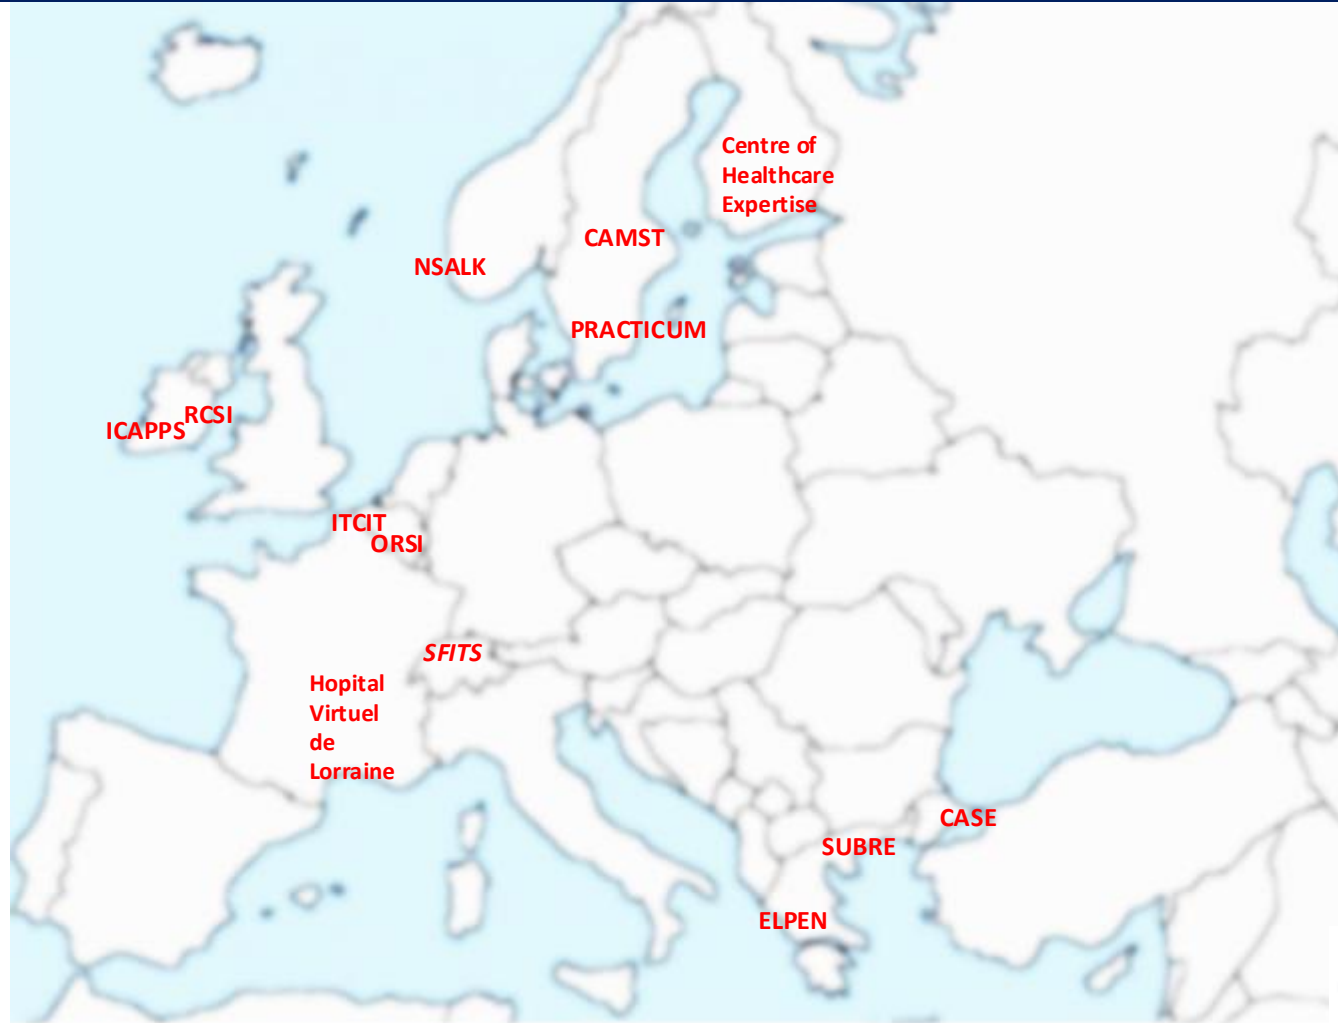 Centre of
Healthcare
Expertise
CAMST
NSALK
PRACTICUM
RCSI
ICAPPS
ITCIT
ORSI
SFITS
Hopital
Virtuel
de
Lorraine
CASE
SUBRE
ELPEN